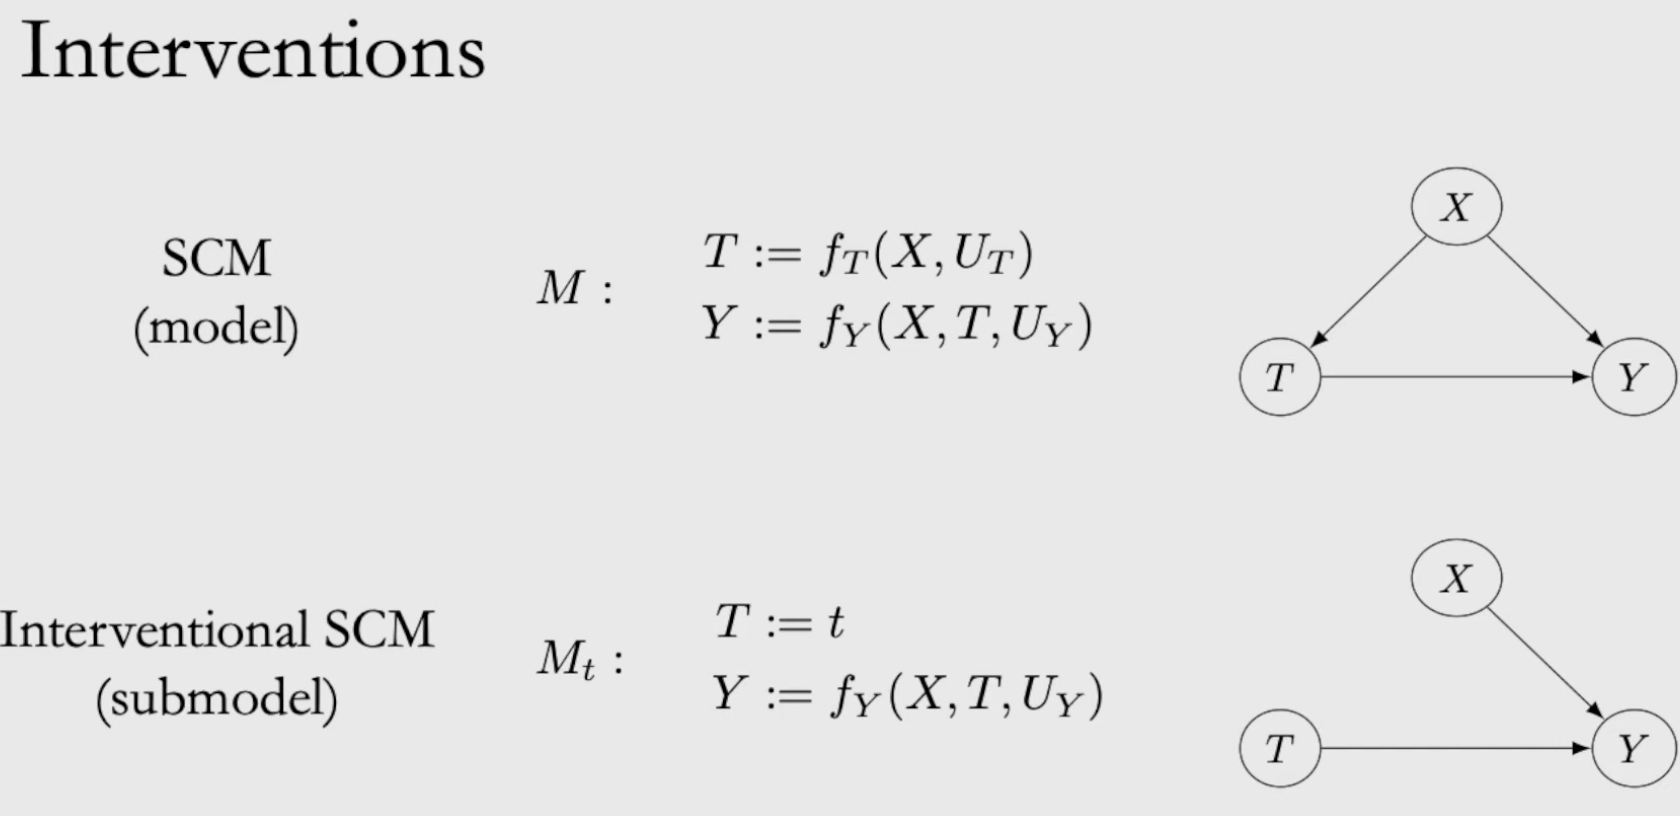 Interventions
SCM
(model)
M :
T := f_T(X, U_T)
Y := f_Y(X, T, U_Y)
X
T
Y
Interventional SCM
(submodel)
M_t :
T := t
Y := f_Y(X, T, U_Y)
X
T
Y